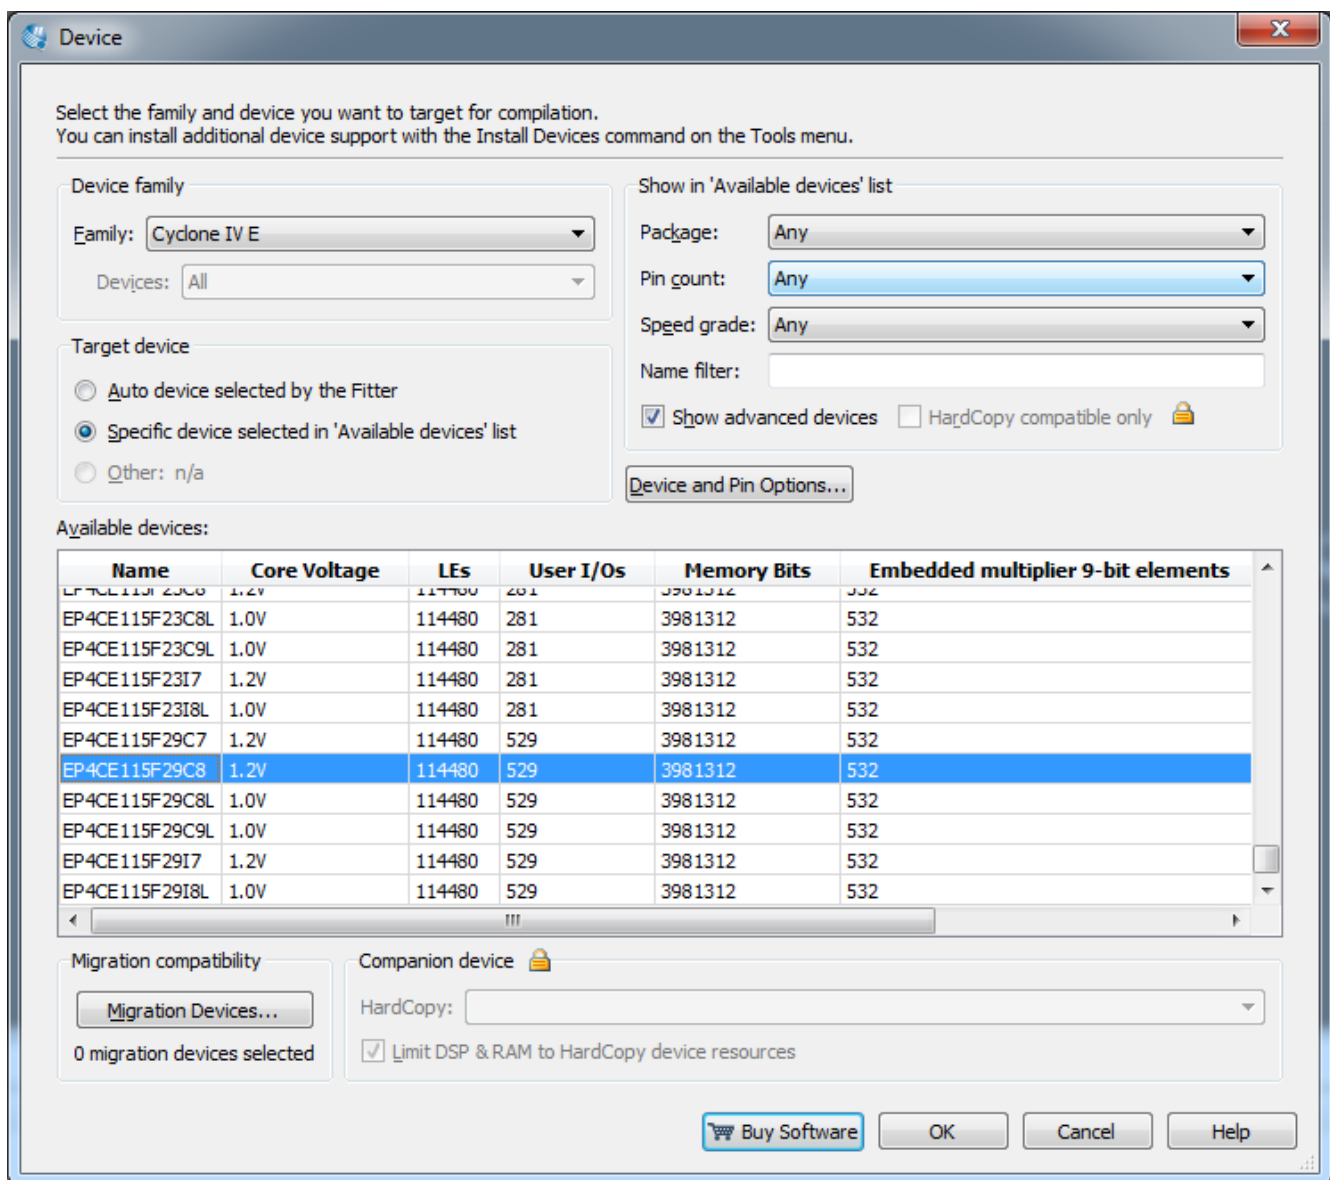 Device
Select the family and device you want to target for compilation.
You can install additional device support with the Install Devices command on the Tools menu.
Device family
Family: Cyclone IV E
Devices: All
Target device
Auto device selected by the Fitter
Specific device selected in 'Available devices' list
Other: n/a
Show in 'Available devices' list
Package: Any
Pin count: Any
Speed grade: Any
Name filter:
Show advanced devices HardCopy compatible only
Device and Pin Options...
Available devices:
Name Core Voltage LEs User I/Os Memory Bits Embedded multiplier 9-bit elements
EP4CE115F23C8 1.2V 114480 281 3981312 532
EP4CE115F23C8L 1.0V 114480 281 3981312 532
EP4CE115F23C9L 1.0V 114480 281 3981312 532
EP4CE115F23I7 1.2V 114480 281 3981312 532
EP4CE115F23I8L 1.0V 114480 281 3981312 532
EP4CE115F29C7 1.2V 114480 529 3981312 532
EP4CE115F29C8 1.2V 114480 529 3981312 532
EP4CE115F29C8L 1.0V 114480 529 3981312 532
EP4CE115F29C9L 1.0V 114480 529 3981312 532
EP4CE115F29I7 1.2V 114480 529 3981312 532
EP4CE115F29I8L 1.0V 114480 529 3981312 532
Migration compatibility
Migration Devices...
0 migration devices selected
Companion device
HardCopy:
Limit DSP & RAM to HardCopy device resources
Buy Software OK Cancel Help